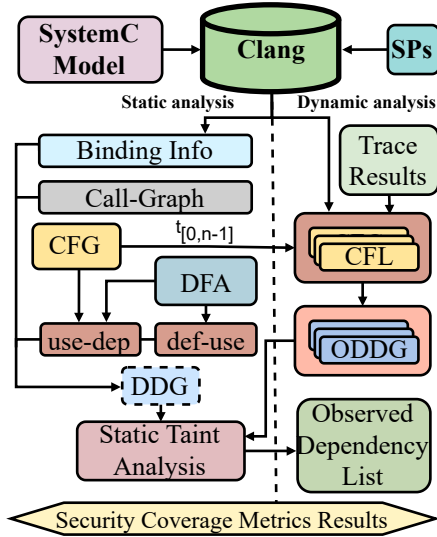 SystemC
Model
Clang
SPs
Static analysis
Dynamic analysis
Binding Info
Trace
Results
Call-Graph
CFG
t[0,n-1]
CFL
DFA
use-dep
def-use
ODDG
DDG
Static Taint
Analysis
Observed
Dependency
List
Security Coverage Metrics Results